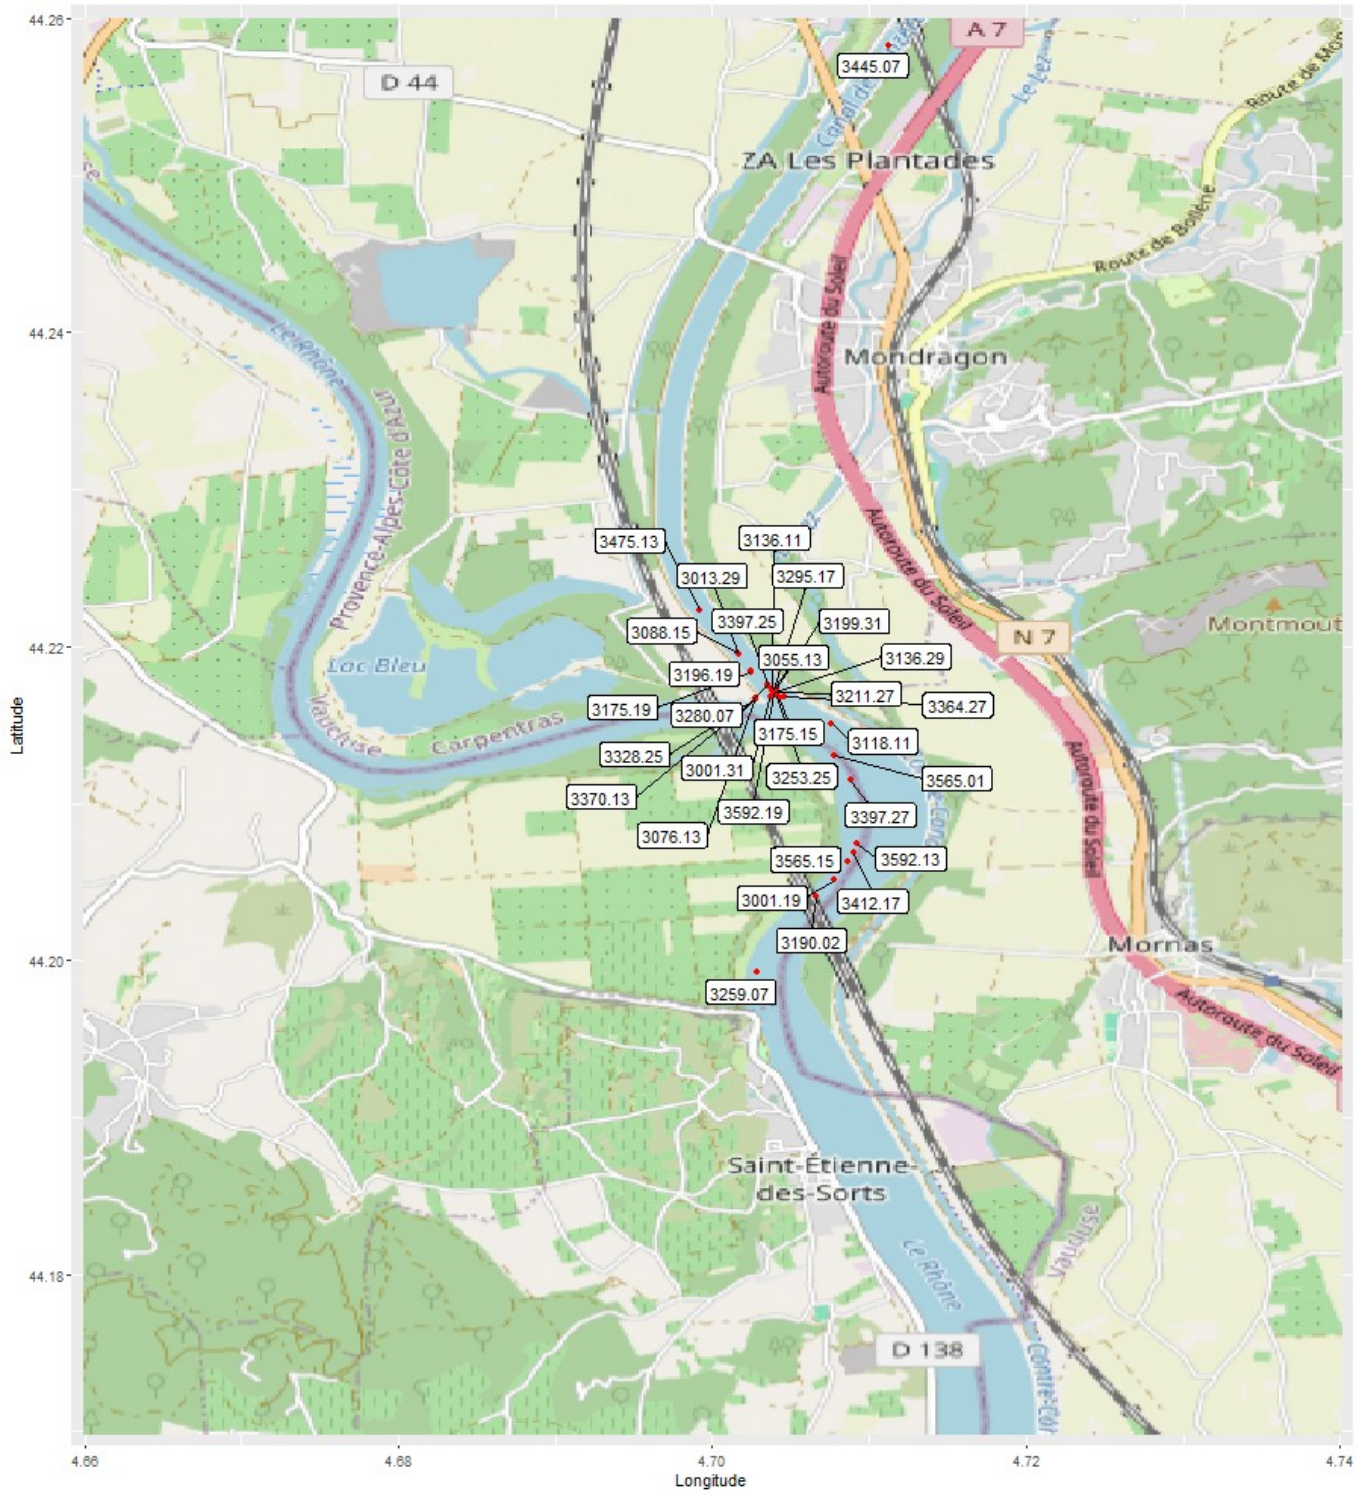 44.26
A 7
3445.07
D 44
Le Lez
Route de Mon
ZA Les Plantades
Route de Bollène
Autoroute du Soleil
Le Rhône
44.24
Mondragon
Provence-Alpes-Côte d'Azur
Autoroute du Soleil
3475.13
3136.11
3013.29
3295.17
3397.25
3199.31
3088.15
N 7
Montmout
44.22
Lac Bleu
3055.13
3136.29
3196.19
3211.27
3175.19
3280.07
3364.27
Vaucluse
Carpentras
3175.15
3118.11
3328.25
3001.31
3253.25
3565.01
3370.13
3592.19
3397.27
3076.13
Autoroute du Soleil
3565.15
3592.13
3001.19
3412.17
3190.02
Mornas
44.20
3259.07
Autoroute du Soleil
Saint-Étienne-
des-Sorts
Vaucluse
Le Rhône
44.18
D 138
Contre-Can
4.66
4.68
4.70
4.72
4.74
Longitude
Latitude